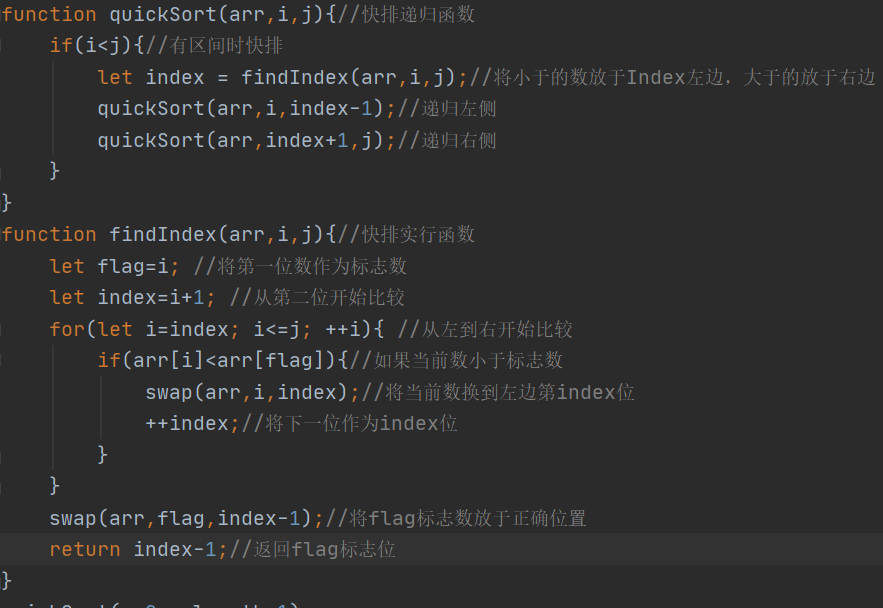 function quickSort(arr,i,j){//快排递归函数
if(i<j){//有区间时快排
let index = findIndex(arr,i,j);//将小于的数放于Index左边，大于的放于右边
quickSort(arr,i,index-1);//递归左侧
quickSort(arr,index+1,j);//递归右侧
}
}
function findIndex(arr,i,j){//快排实行函数
let flag=i; //将第一位数作为标志数
let index=i+1; //从第二位开始比较
for(let i=index; i<=j; ++i){ //从左到右开始比较
if(arr[i]<arr[flag]){//如果当前数小于标志数
swap(arr,i,index);//将当前数换到左边第index位
++index;//将下一位作为index位
}
}
swap(arr,flag,index-1);//将flag标志数放于正确位置
return index-1;//返回flag标志位
}